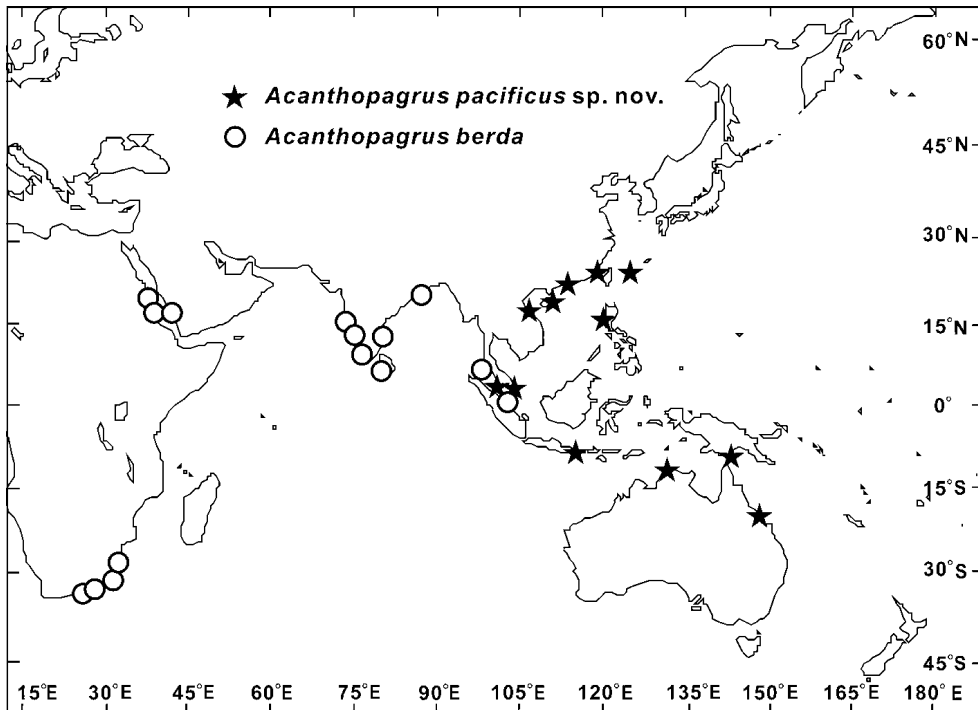 60°N
★ Acanthopagrus pacificus sp. nov.
○ Acanthopagrus berda
45°N
30°N
15°N
0°
15°S
30°S
45°S
15°E 30°E 45°E 60°E 75°E 90°E 105°E 120°E 135°E 150°E 165°E 180°E